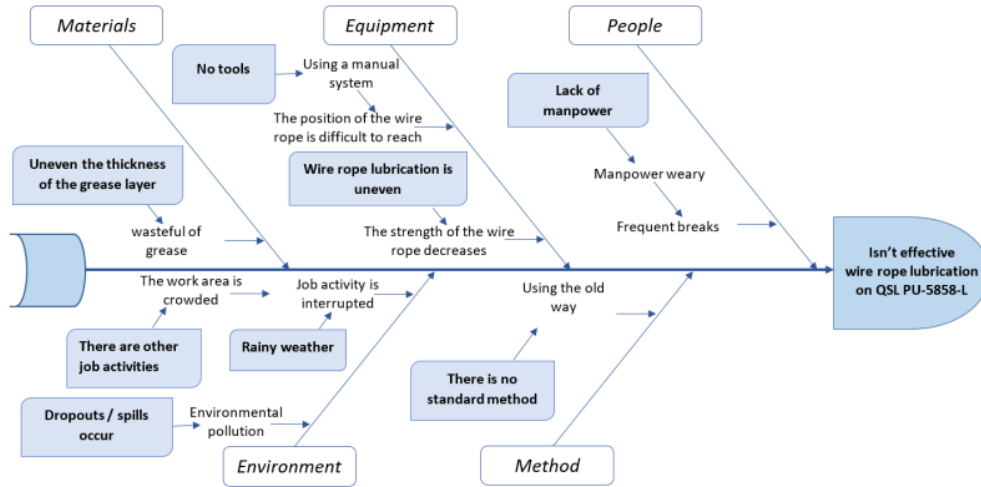 Materials
Equipment
People
No tools
Using a manual
system
The position of the wire
rope is difficult to reach
Lack of
manpower
Uneven the thickness
of the grease layer
Wire rope lubrication is
uneven
Manpower weary
wasteful of
grease
The strength of the wire
rope decreases
Frequent breaks
Isn't effective
wire rope lubrication
on QSL PU-5858-L
The work area is
crowded
Job activity is
interrupted
Using the old
way
There are other
job activities
Rainy weather
There is no
standard method
Dropouts / spills
occur
Environmental
pollution
Environment
Method